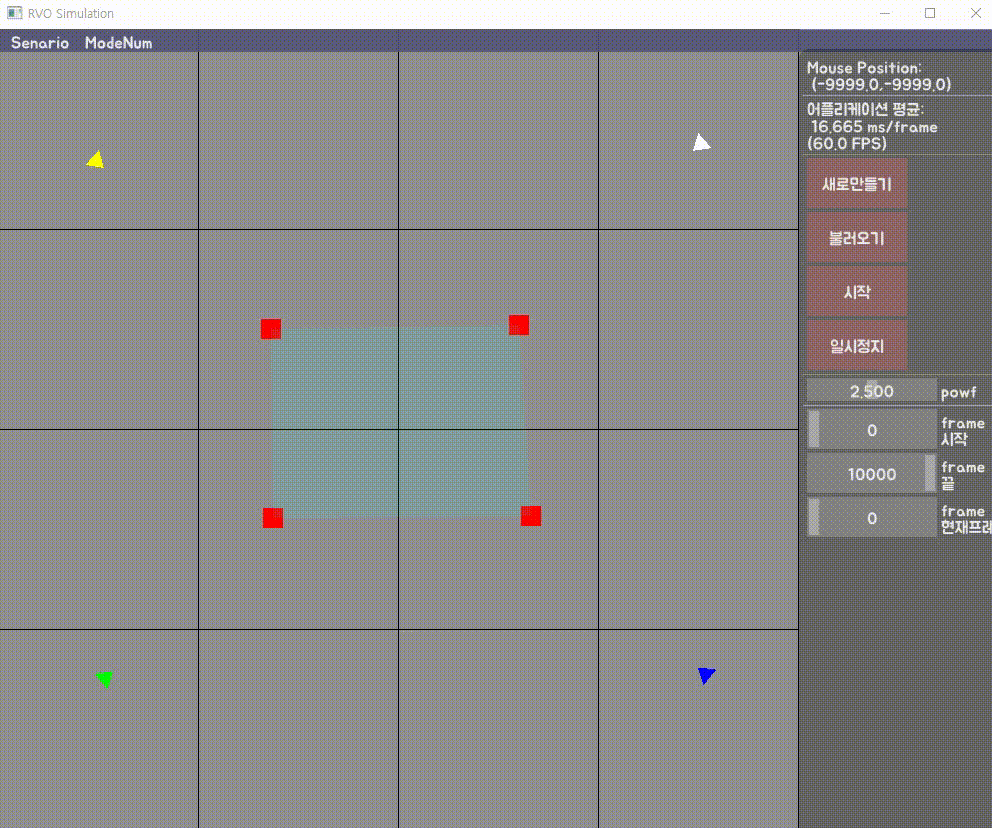 RVO Simulation
Senario ModeNum
Mouse Position:
(-9999.0,-9999.0)
어플리케이션 평균:
16.665 ms/frame
(60.0 FPS)
새로만들기
불러오기
시작
일시정지
2.500 powf
0 frame
시작
10000 frame
끝
0 frame
현재프레